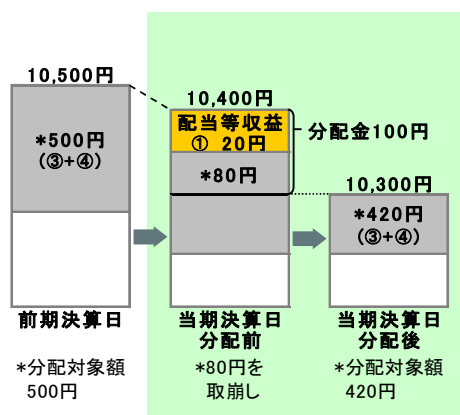 10,500円
*500円
(③+④)
前期決算日
*分配対象額
500円
10,400円
配当等収益
① 20円
*80円
分配金100円
当期決算日
分配前
*80円を
取崩し
10,300円
*420円
(③+④)
当期決算日
分配後
*分配対象額
420円